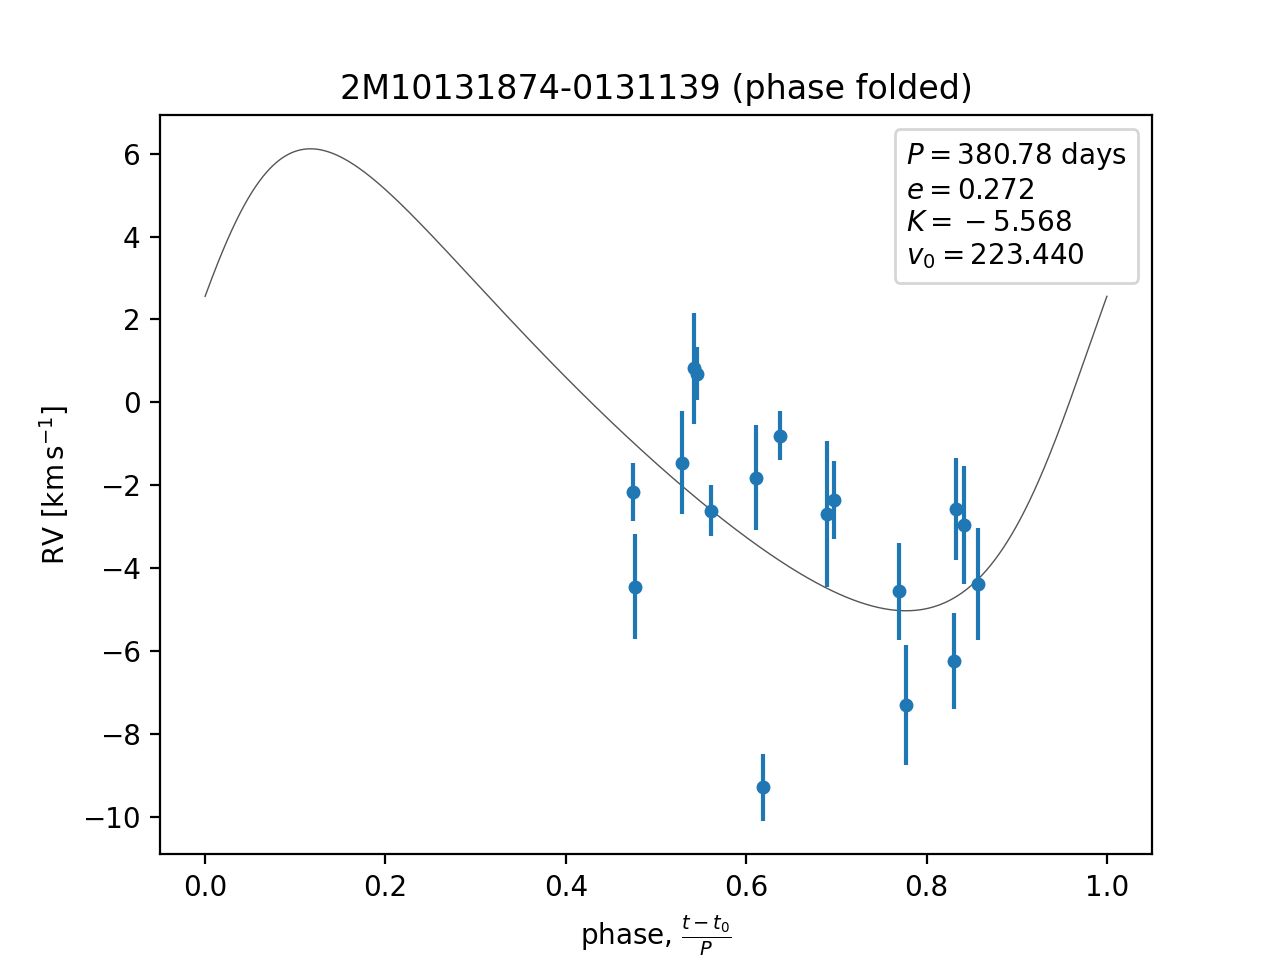 2M10131874-0131139 (phase folded)
P = 380.78 days
e = 0.272
K = −5.568
v₀ = 223.440
RV [km s⁻¹]
6
4
2
0
−2
−4
−6
−8
−10
0.0 0.2 0.4 0.6 0.8 1.0
phase, (t − t₀)/P